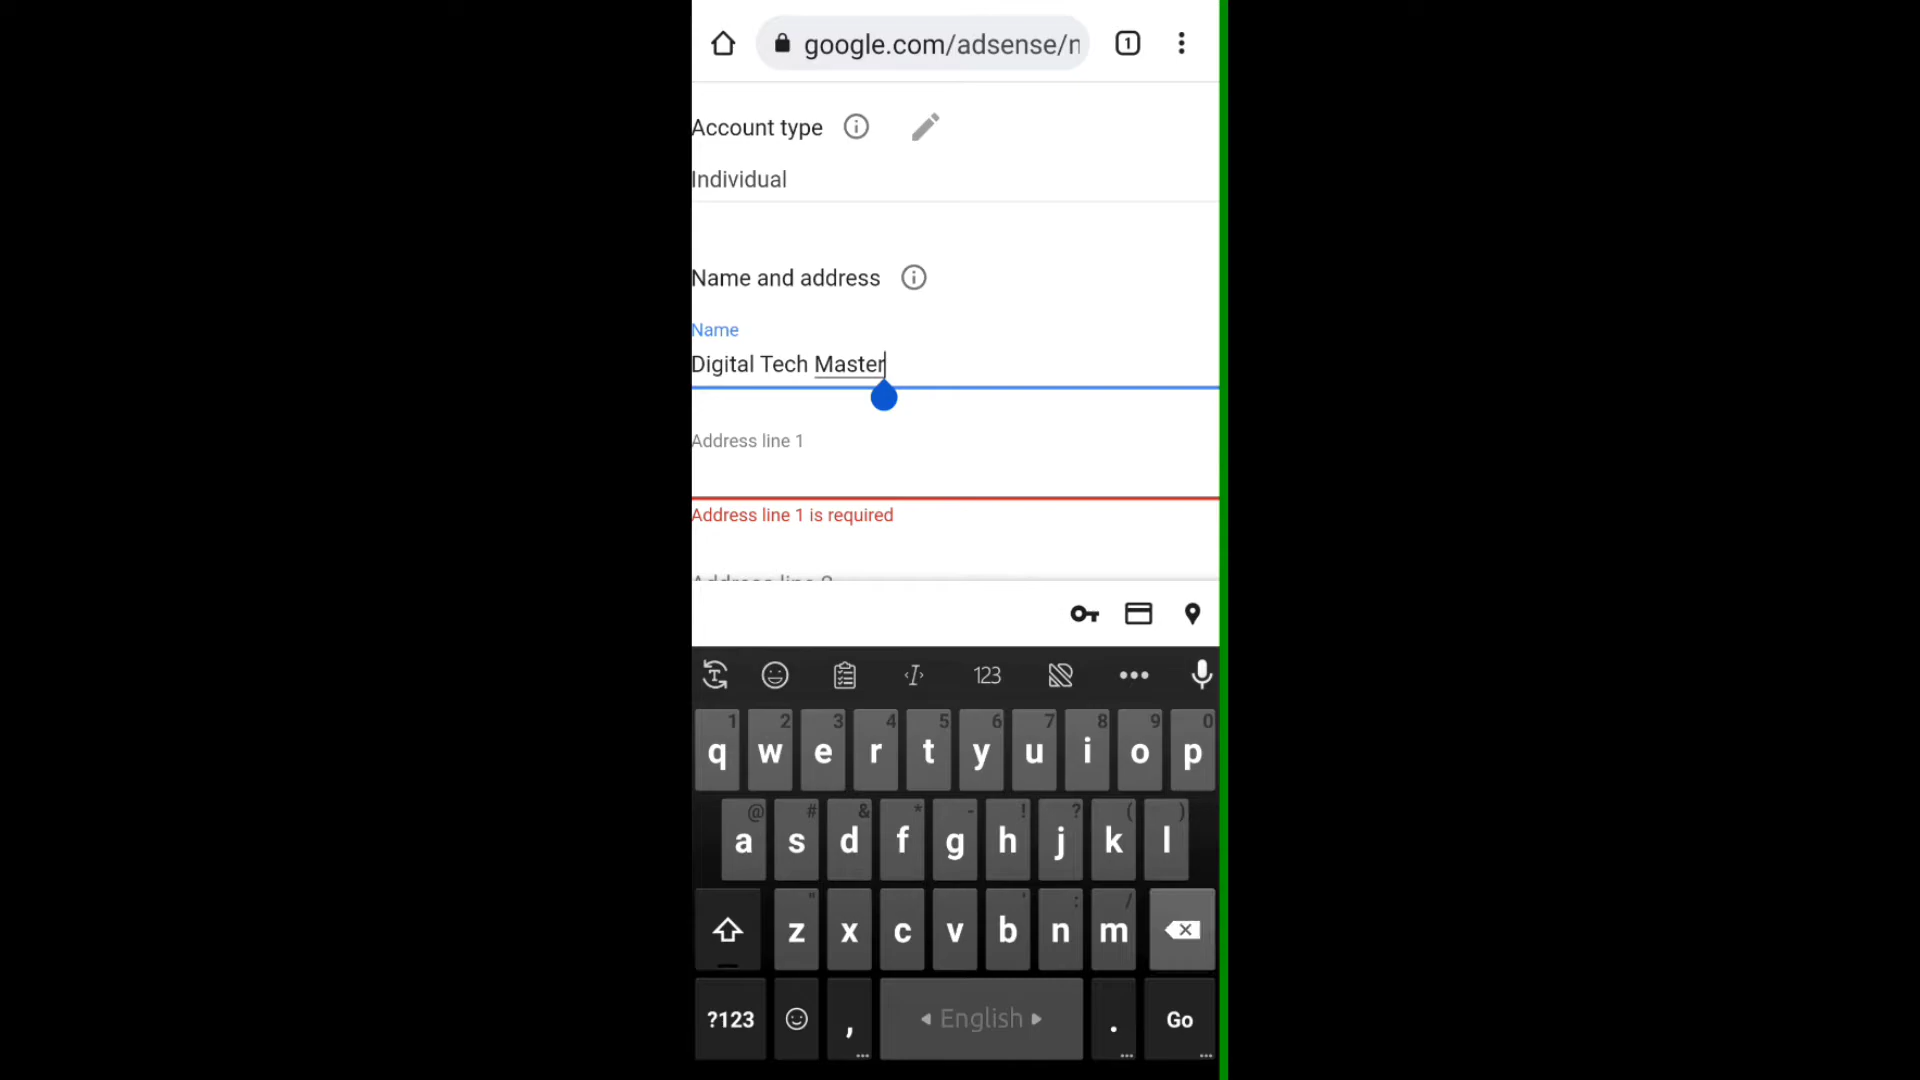 google.com/adsense/n
1
Account type
Individual
Name and address
Name
Digital Tech Master
Address line 1
Address line 1 is required
Address line 2
123
1 2 3 4 5 6 7 8 9 0
q w e r t y u i o p
@ # & * - ! ? ( )
a s d f g h j k l
" ' : /
z x c v b n m
?123 , English . Go